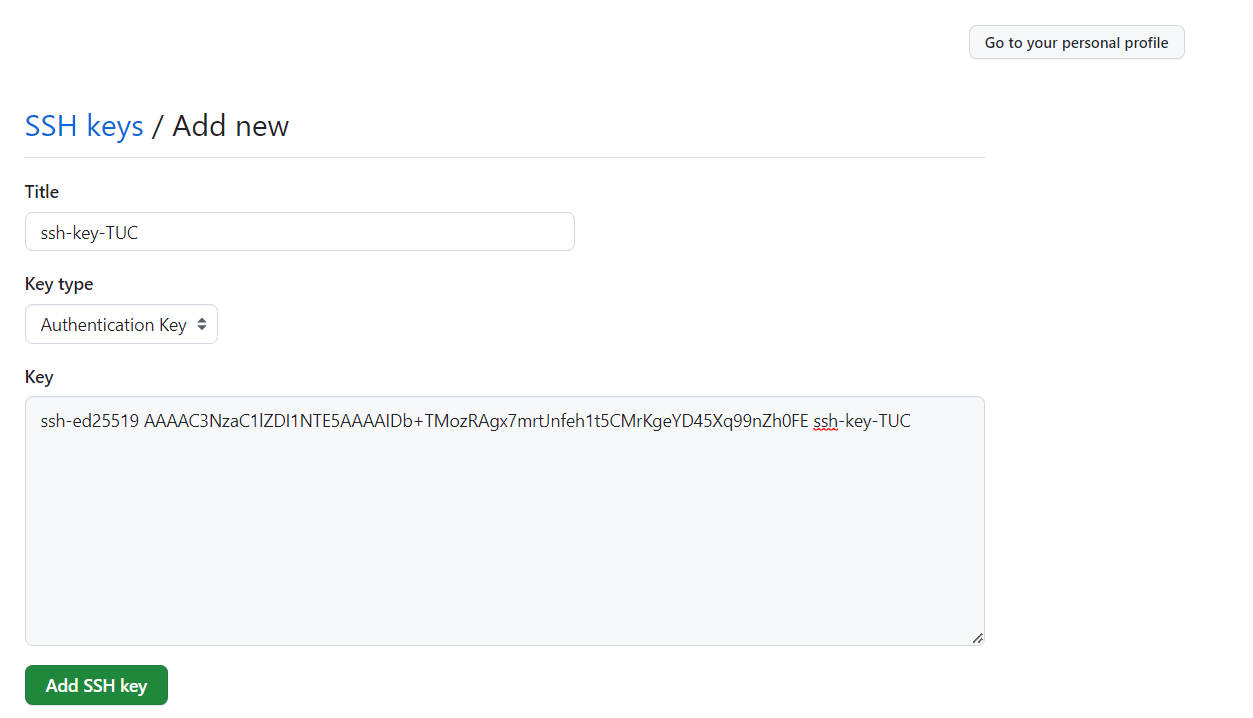 Go to your personal profile
SSH keys / Add new
Title
ssh-key-TUC
Key type
Authentication Key
Key
ssh-ed25519 AAAAC3NzaC1lZDI1NTE5AAAAIDb+TMozRAgx7mrtJnfeh1t5CMrKgeYD45Xq99nZh0FE ssh-key-TUC
Add SSH key